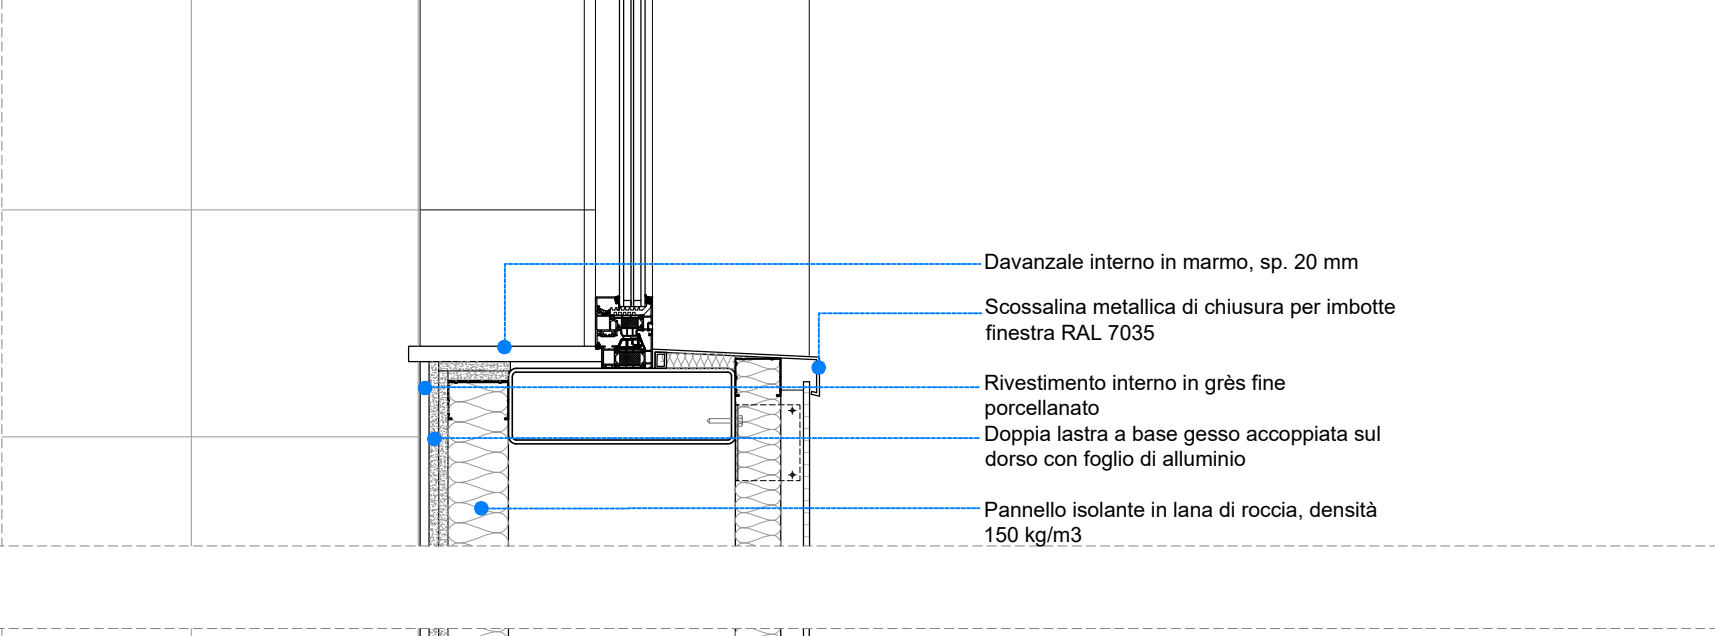 Davanzale interno in marmo, sp. 20 mm
Scossalina metallica di chiusura per imbotte
finestra RAL 7035
Rivestimento interno in grès fine
porcellanato
Doppia lastra a base gesso accoppiata sul
dorso con foglio di alluminio
Pannello isolante in lana di roccia, densità
150 kg/m3